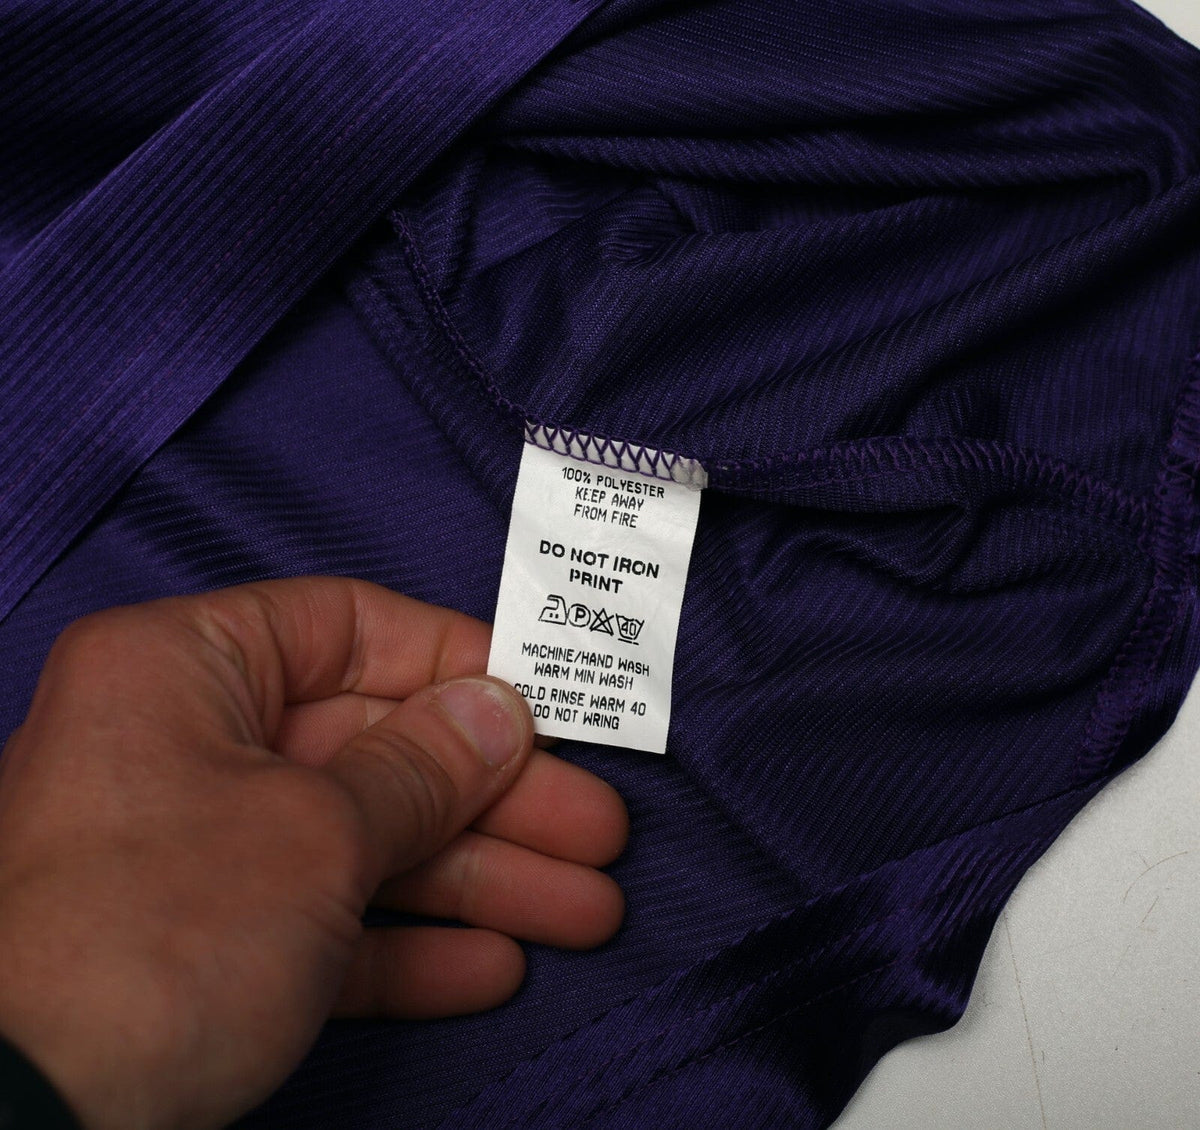 100% POLYESTER
KEEP AWAY
FROM FIRE
DO NOT IRON
PRINT
P 40
MACHINE/HAND WASH
WARM MIN WASH
COLD RINSE WARM 40
DO NOT WRING